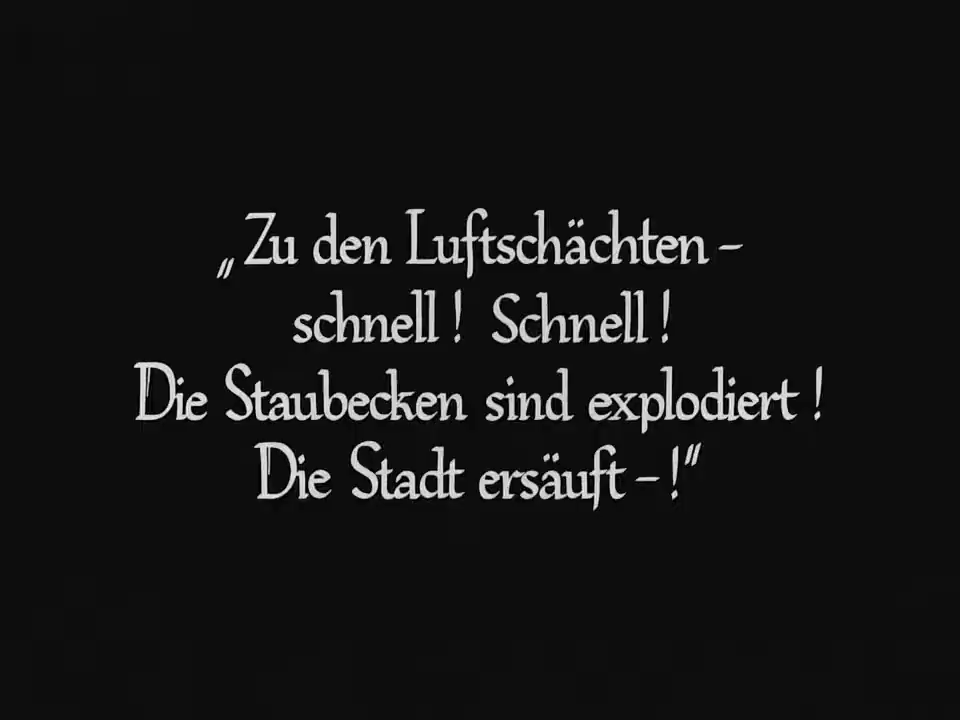 „Zu den Luftschächten –
schnell! Schnell!
Die Staubecken sind explodiert!
Die Stadt ersäuft – !"